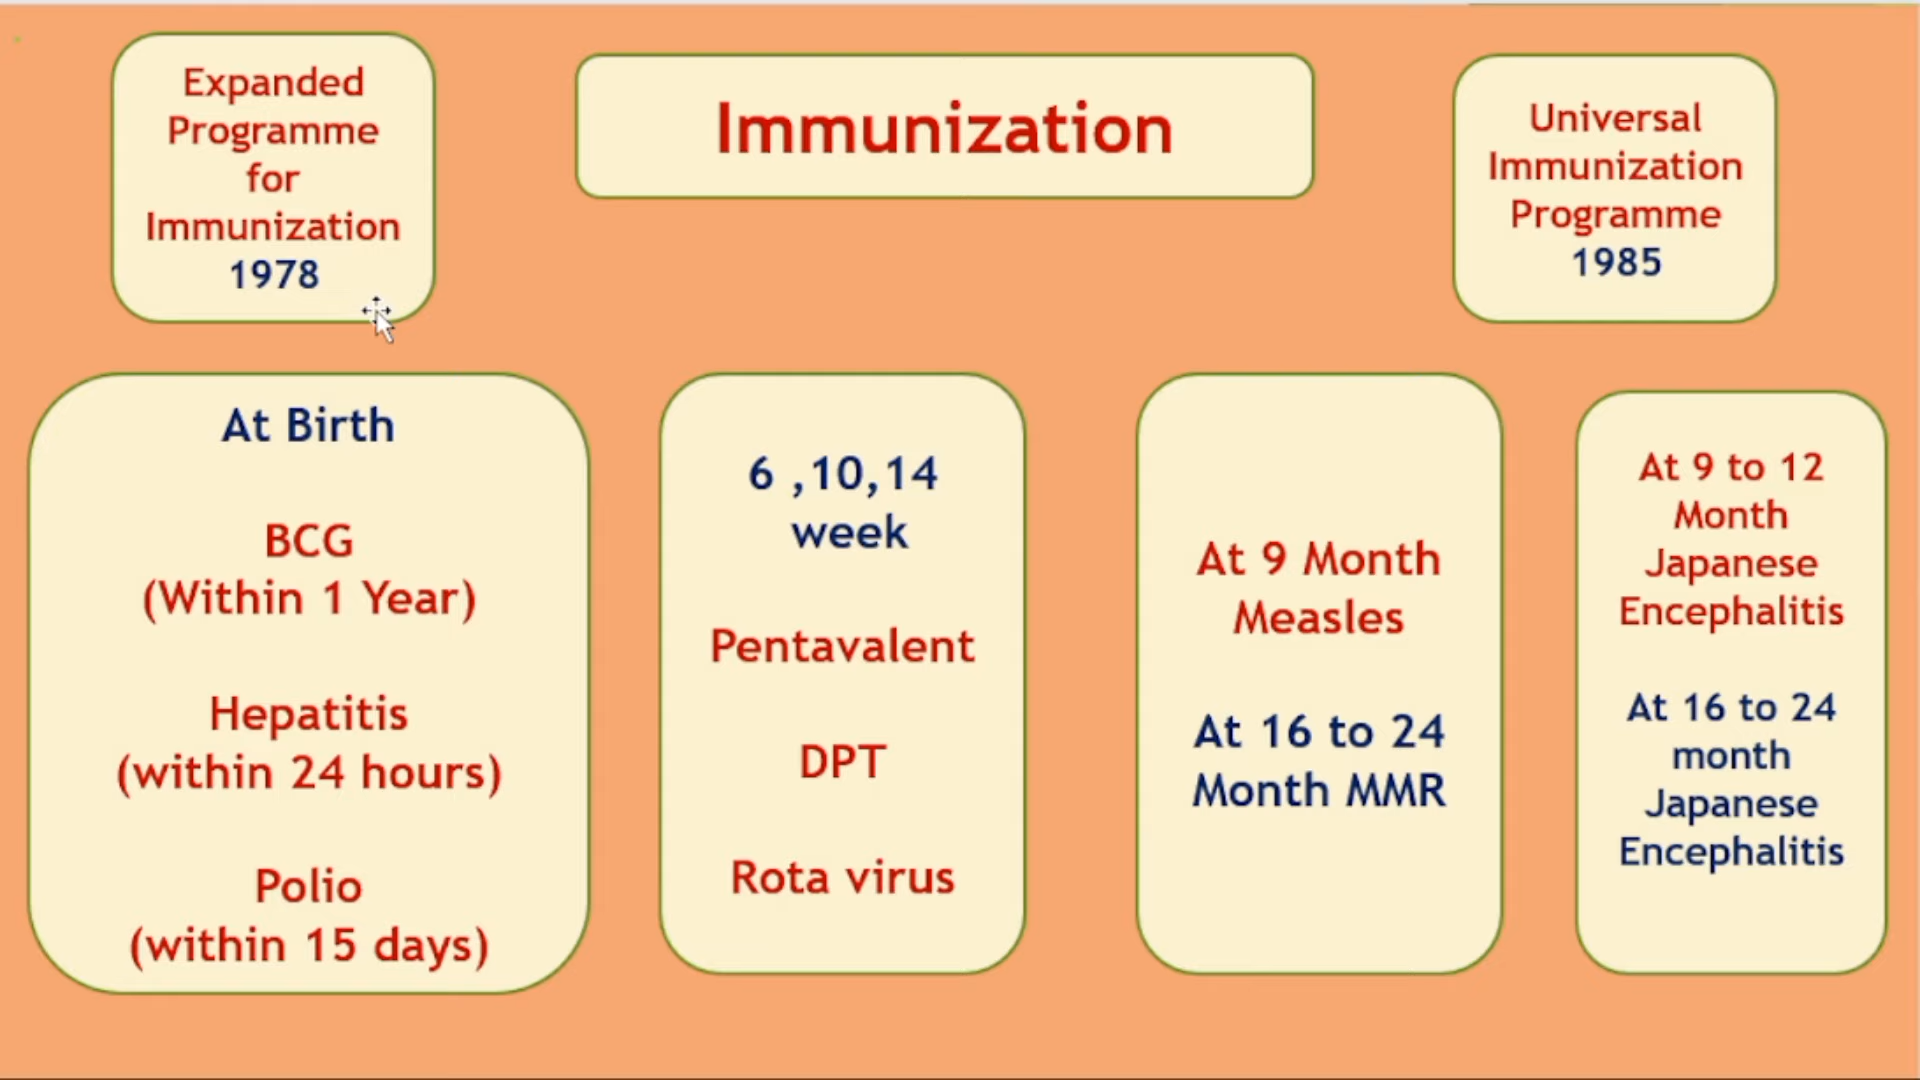 Expanded
Programme
for
Immunization
1978
Immunization
Universal
Immunization
Programme
1985
At Birth
BCG
(Within 1 Year)
Hepatitis
(within 24 hours)
Polio
(within 15 days)
6 ,10,14
week
Pentavalent
DPT
Rota virus
At 9 Month
Measles
At 16 to 24
Month MMR
At 9 to 12
Month
Japanese
Encephalitis
At 16 to 24
month
Japanese
Encephalitis